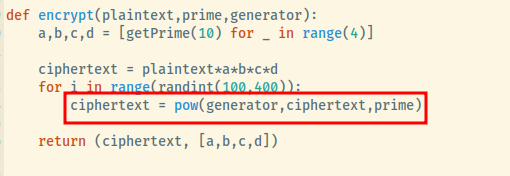 def encrypt(plaintext,prime,generator):
a,b,c,d = [getPrime(10) for _ in range(4)]
ciphertext = plaintext*a*b*c*d
for i in range(randint(100,400)):
ciphertext = pow(generator,ciphertext,prime)
return (ciphertext, [a,b,c,d])